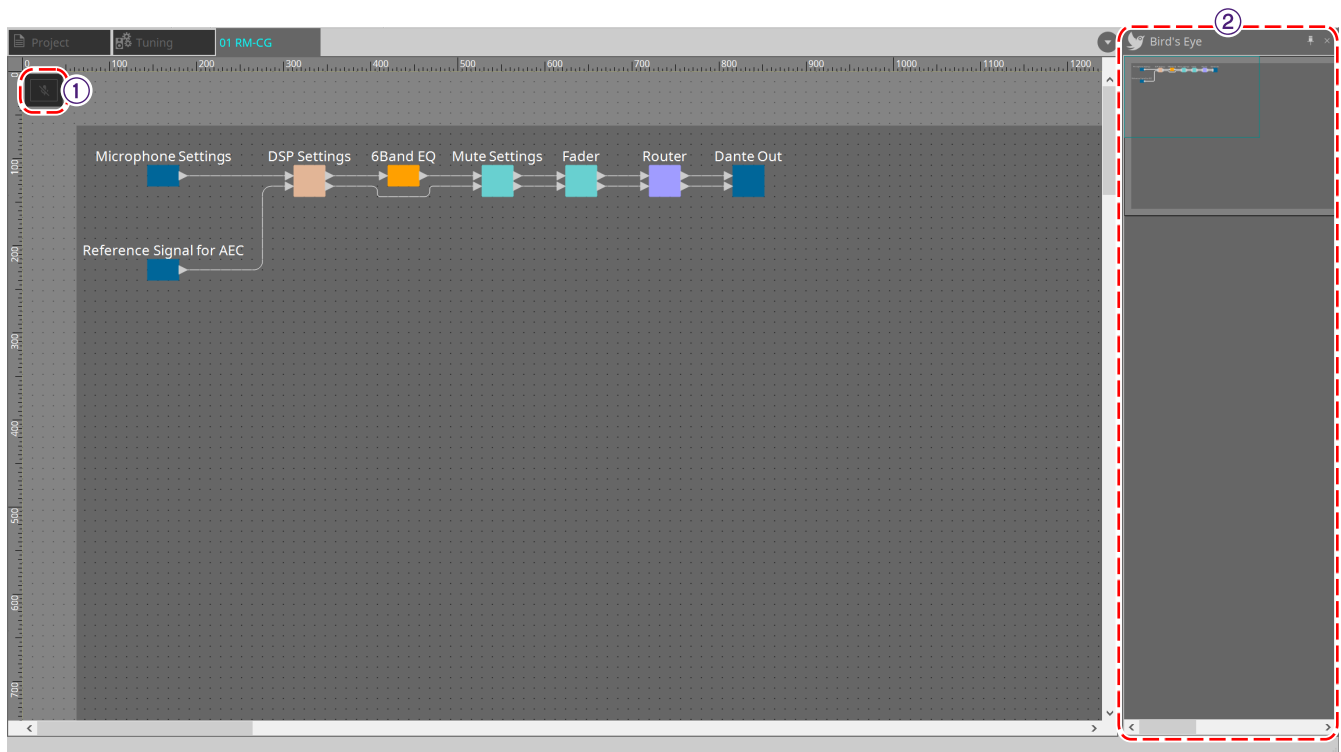 ②
Project
Tuning
01 RM-CG
Bird's Eye
0 100 200 300 400 500 600 700 800 900 1000 1100 1200
①
0
100
200
300
400
500
600
700
Microphone Settings DSP Settings 6Band EQ Mute Settings Fader Router Dante Out
Reference Signal for AEC